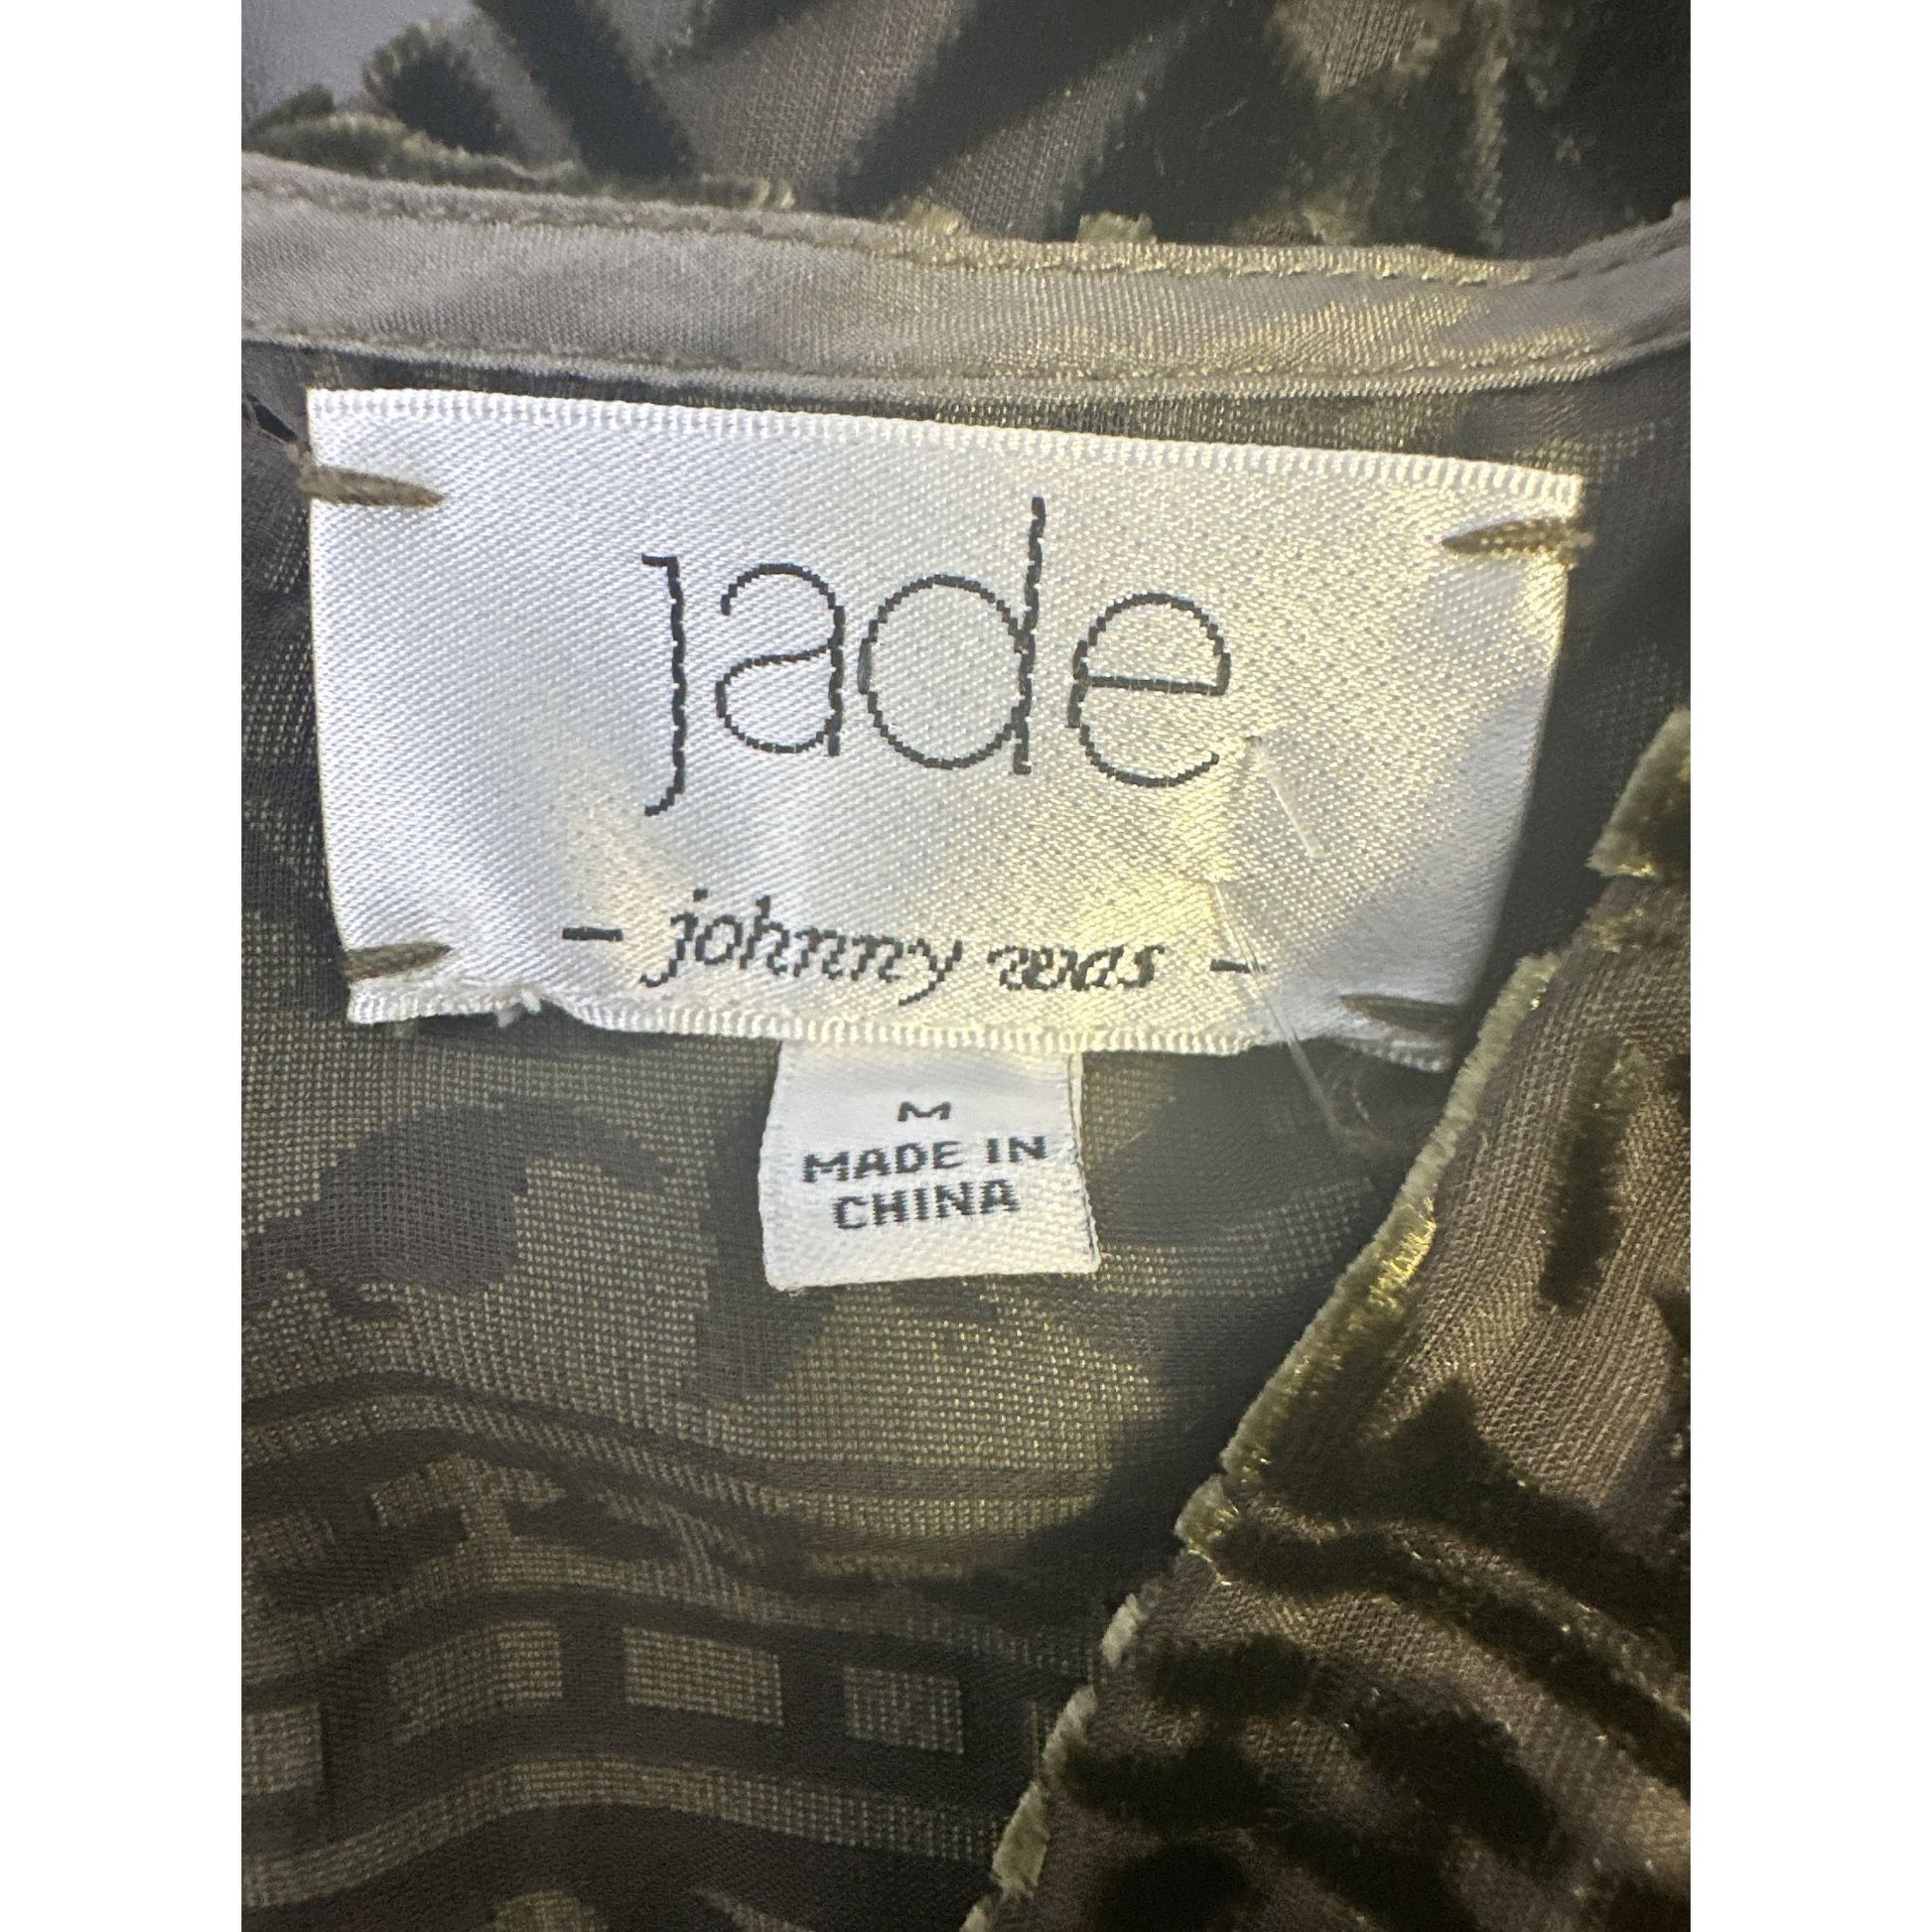 jade
- johnny was -
M
MADE IN
CHINA